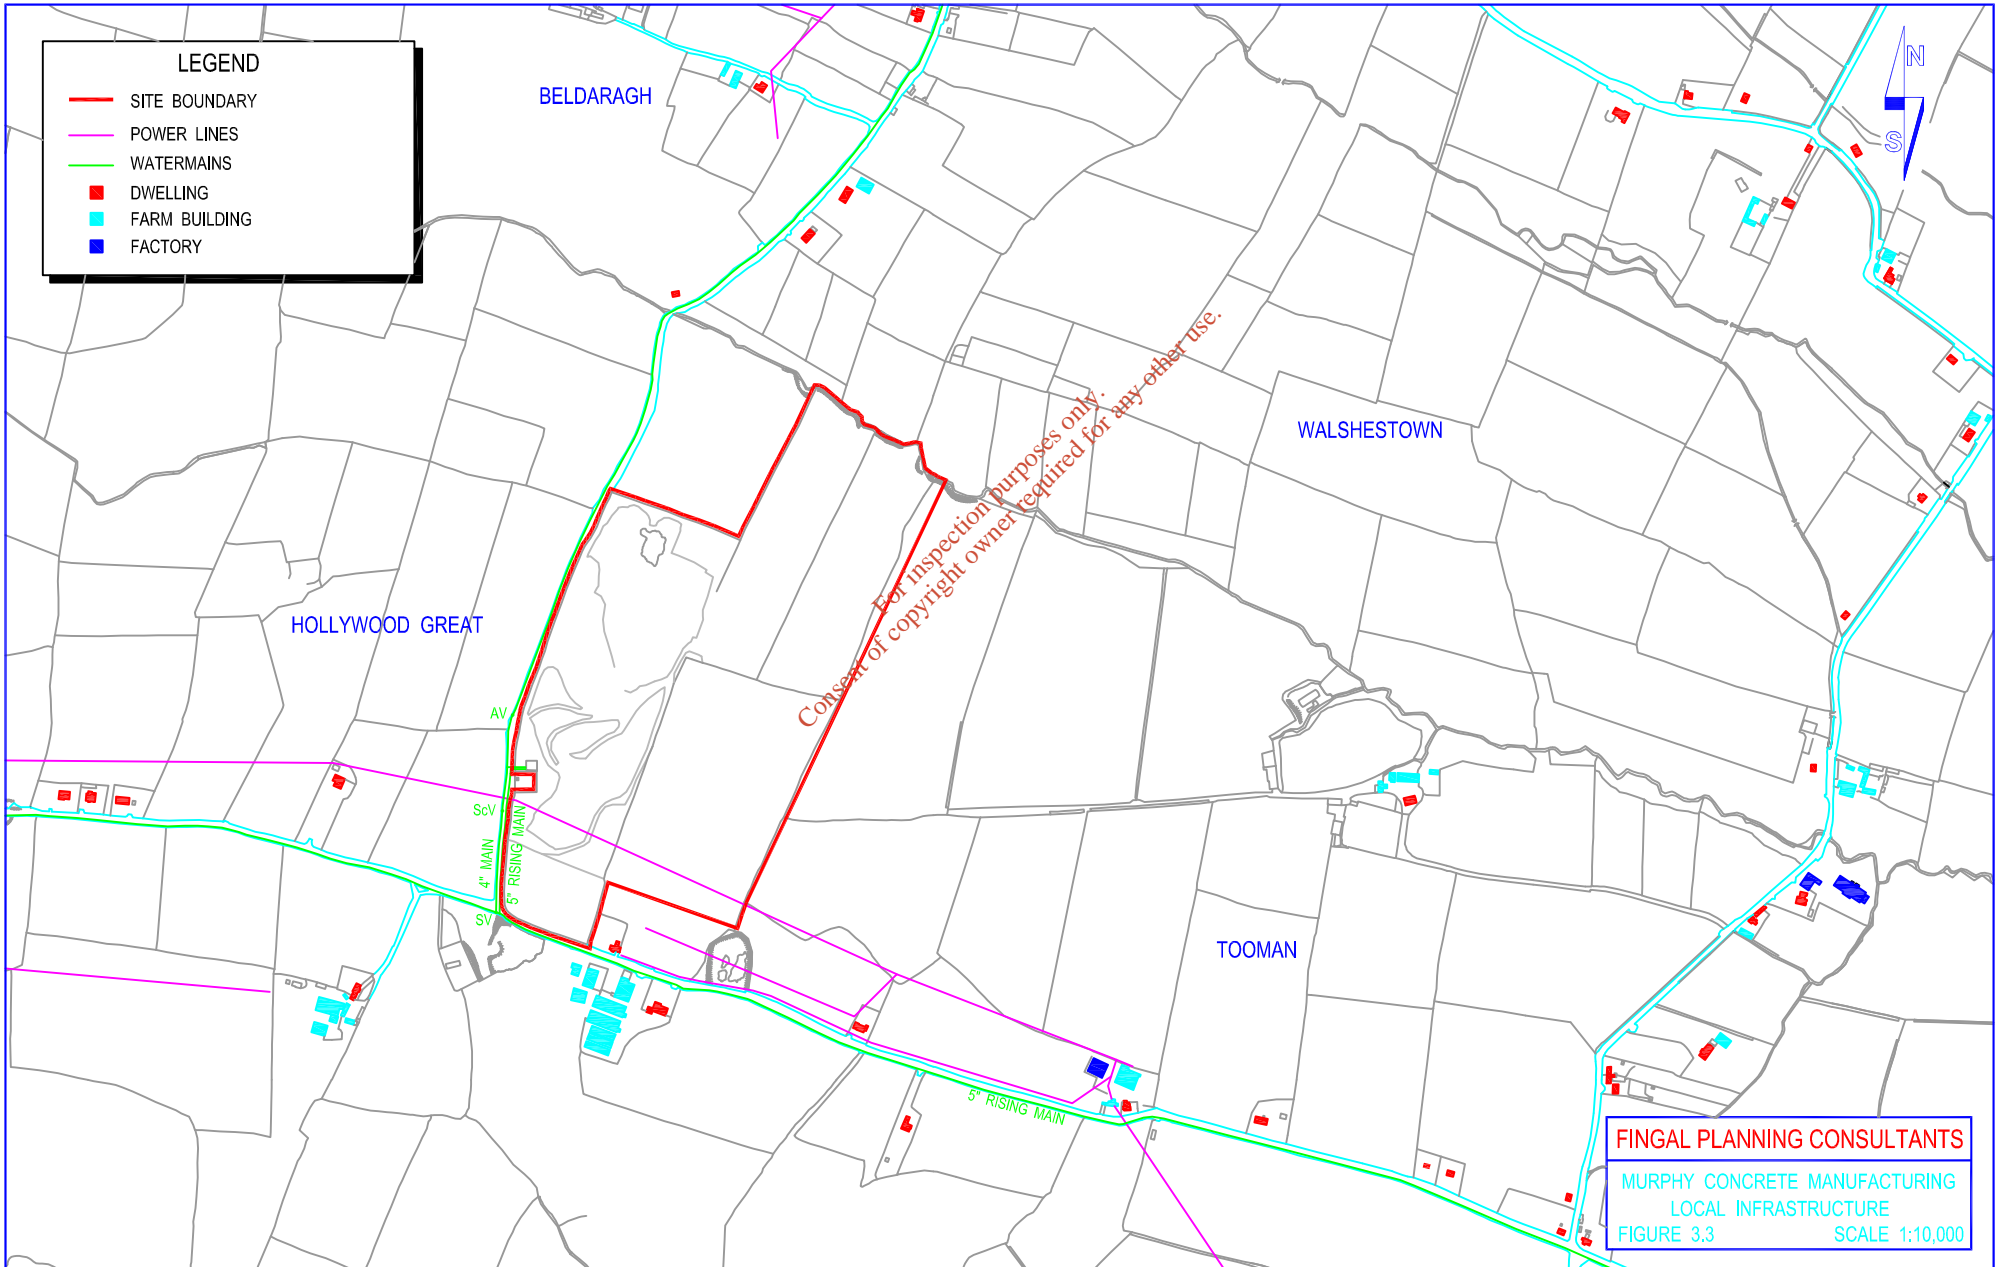 LEGEND
SITE BOUNDARY
POWER LINES
WATERMAINS
DWELLING
FARM BUILDING
FACTORY
BELDARAGH
N
S
WALSHESTOWN
For inspection purposes only.
Consent of copyright owner required for any other use.
HOLLYWOOD GREAT
AV
ScV
4" MAIN
5" RISING MAIN
SV
TOOMAN
5" RISING MAIN
FINGAL PLANNING CONSULTANTS
MURPHY CONCRETE MANUFACTURING
LOCAL INFRASTRUCTURE
FIGURE 3.3 SCALE 1:10,000